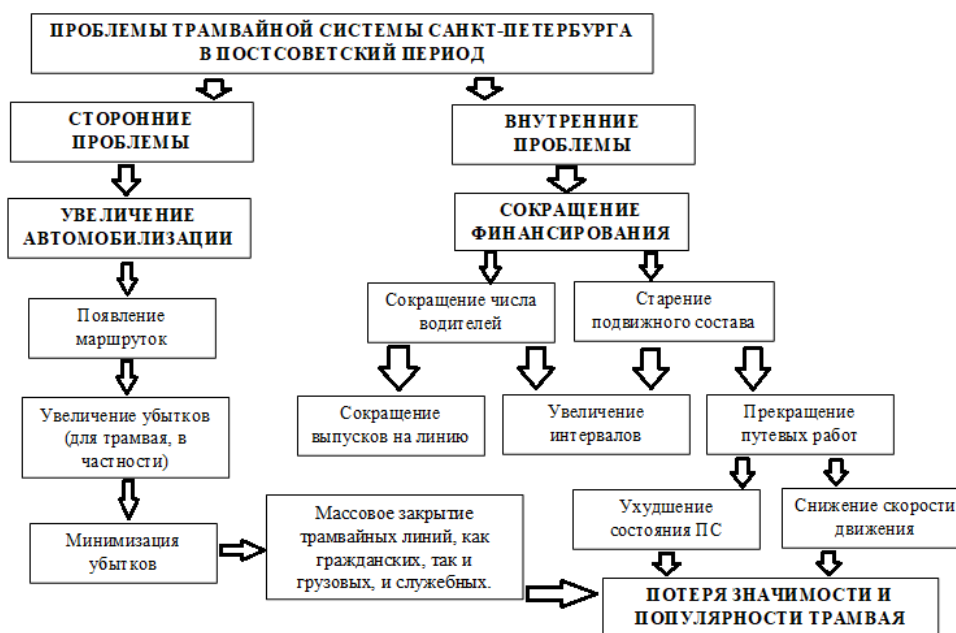 ПРОБЛЕМЫ ТРАМВАЙНОЙ СИСТЕМЫ САНКТ-ПЕТЕРБУРГА
В ПОСТСОВЕТСКИЙ ПЕРИОД
СТОРОННИЕ
ПРОБЛЕМЫ
ВНУТРЕННИЕ
ПРОБЛЕМЫ
УВЕЛИЧЕНИЕ
АВТОМОБИЛИЗАЦИИ
СОКРАЩЕНИЕ
ФИНАНСИРОВАНИЯ
Появление
маршруток
Сокращение числа
водителей
Старение
подвижного состава
Увеличение убытков
(для трамвая, в
частности)
Сокращение
выпусков на линию
Увеличение
интервалов
Прекращение
путевых работ
Минимизация
убытков
Массовое закрытие
трамвайных линий, как
гражданских, так и
грузовых, и служебных.
Ухудшение
состояния ПС
Снижение скорости
движения
ПОТЕРЯ ЗНАЧИМОСТИ И
ПОПУЛЯРНОСТИ ТРАМВАЯ